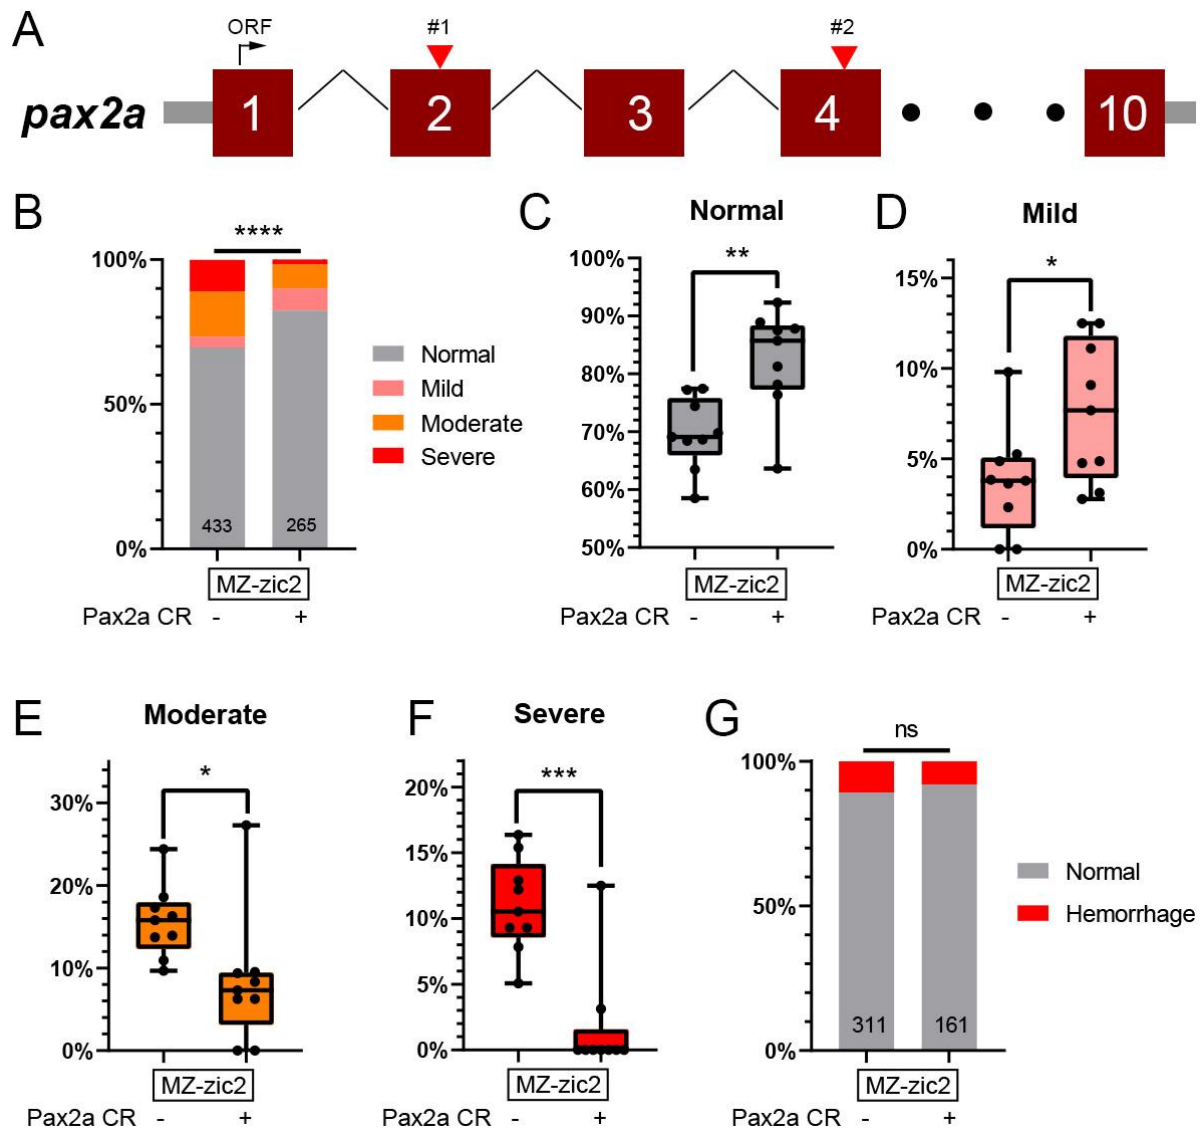 A
ORF
#1
#2
pax2a
1
2
3
4
10
B
****
100%
50%
0%
433
265
MZ-zic2
Pax2a CR - +
Normal
Mild
Moderate
Severe
C
Normal
**
100%
90%
80%
70%
60%
50%
MZ-zic2
Pax2a CR - +
D
Mild
*
15%
10%
5%
0%
MZ-zic2
Pax2a CR - +
E
Moderate
*
30%
20%
10%
0%
MZ-zic2
Pax2a CR - +
F
Severe
***
20%
15%
10%
5%
0%
MZ-zic2
Pax2a CR - +
G
ns
100%
50%
0%
311
161
MZ-zic2
Pax2a CR - +
Normal
Hemorrhage